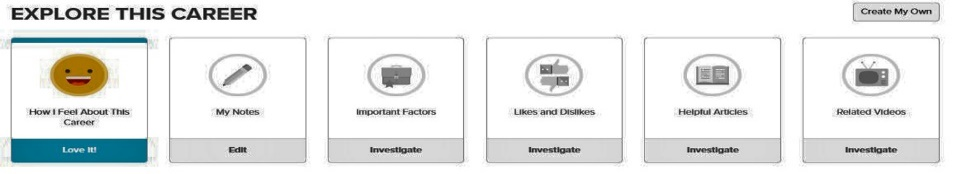 EXPLORE THIS CAREER
Create My Own
How I Feel About This
Career
Love It!
My Notes
Edit
Important Factors
Investigate
Likes and Dislikes
Investigate
Helpful Articles
Investigate
Related Videos
Investigate